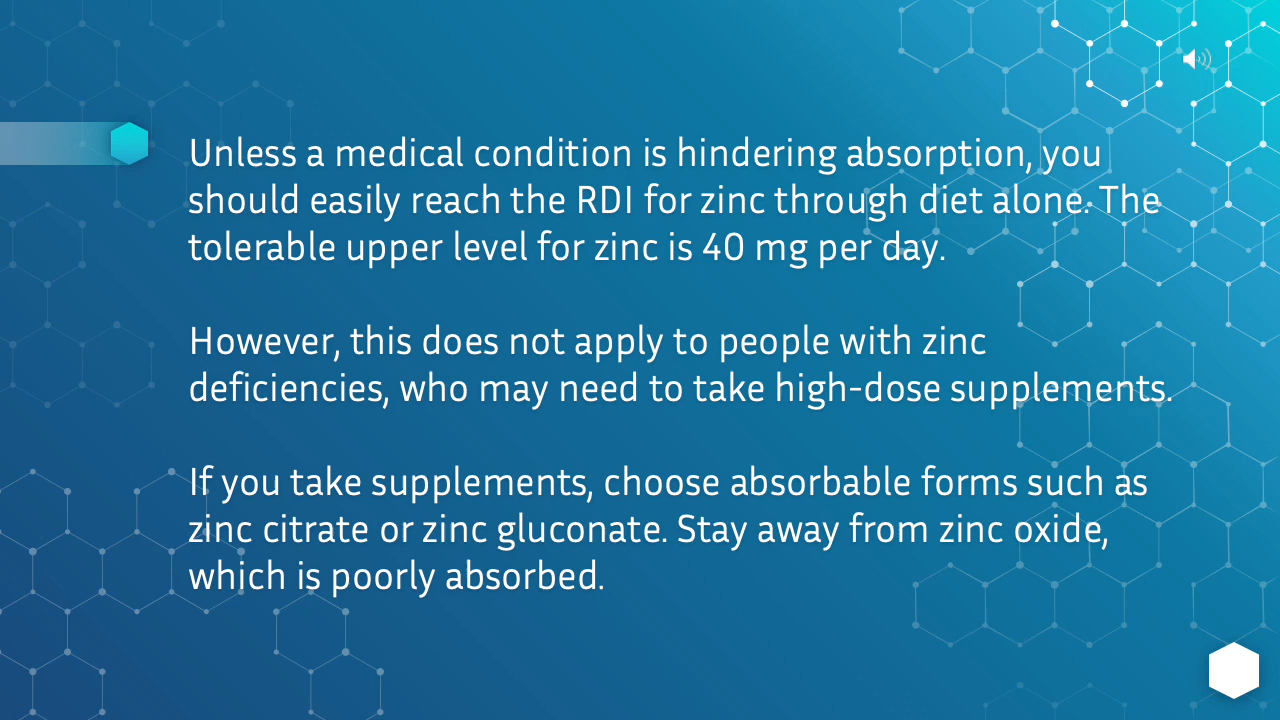 Unless a medical condition is hindering absorption, you
should easily reach the RDI for zinc through diet alone. The
tolerable upper level for zinc is 40 mg per day.
However, this does not apply to people with zinc
deficiencies, who may need to take high-dose supplements.
If you take supplements, choose absorbable forms such as
zinc citrate or zinc gluconate. Stay away from zinc oxide,
which is poorly absorbed.